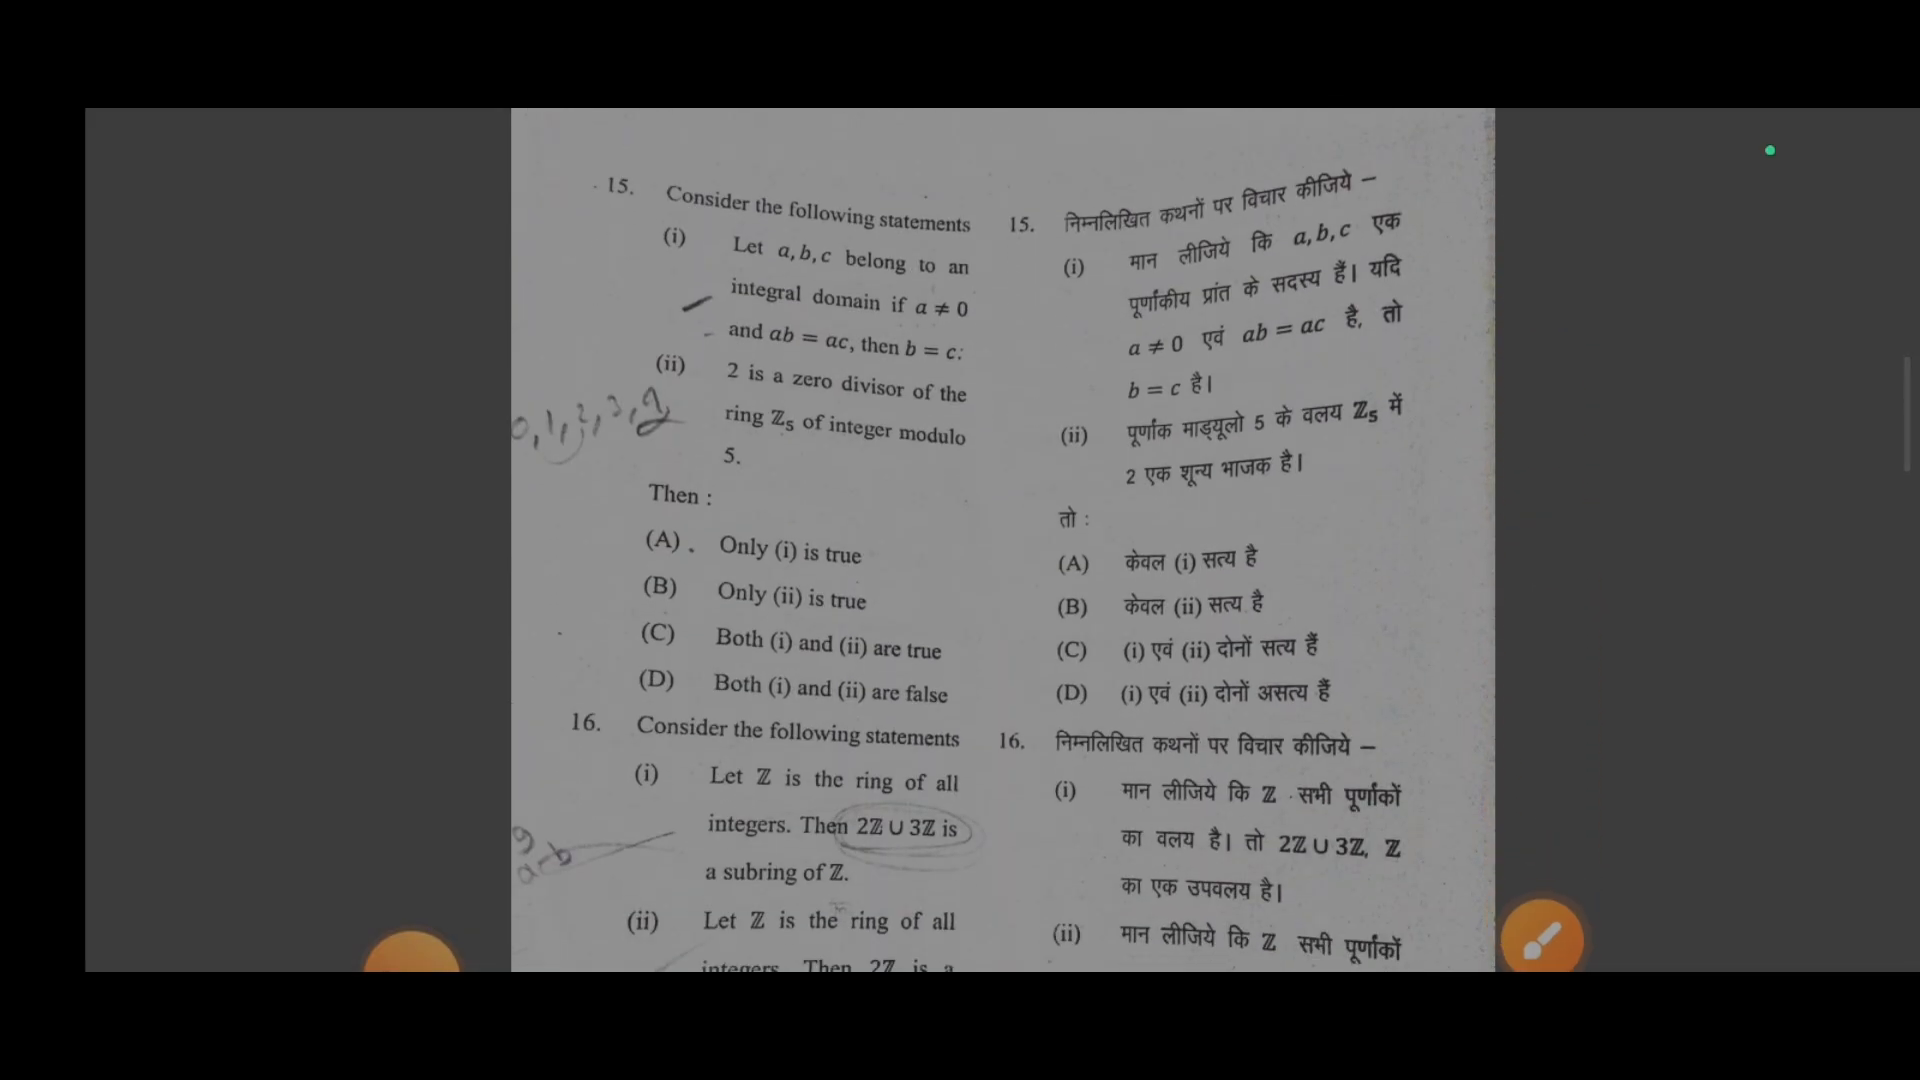 15. Consider the following statements
(i) Let a, b, c belong to an
integral domain if a ≠ 0
and ab = ac, then b = c.
(ii) 2 is a zero divisor of the
ring ℤ₅ of integer modulo
5.
0, 1, 2, 3, 4
Then :
(A) . Only (i) is true
(B) Only (ii) is true
(C) Both (i) and (ii) are true
(D) Both (i) and (ii) are false
16. Consider the following statements
(i) Let ℤ is the ring of all
integers. Then 2ℤ ∪ 3ℤ is
a subring of ℤ.
a-b
(ii) Let ℤ is the ring of all
integers. Then 2ℤ is a
15. निम्नलिखित कथनों पर विचार कीजिये –
(i) मान लीजिये कि a, b, c एक
पूर्णांकीय प्रांत के सदस्य हैं। यदि
a ≠ 0 एवं ab = ac है, तो
b = c है।
(ii) पूर्णांक माड्यूलो 5 के वलय ℤ₅ में
2 एक शून्य भाजक है।
तो :
(A) केवल (i) सत्य है
(B) केवल (ii) सत्य है
(C) (i) एवं (ii) दोनों सत्य हैं
(D) (i) एवं (ii) दोनों असत्य हैं
16. निम्नलिखित कथनों पर विचार कीजिये –
(i) मान लीजिये कि ℤ सभी पूर्णांकों
का वलय है। तो 2ℤ ∪ 3ℤ, ℤ
का एक उपवलय है।
(ii) मान लीजिये कि ℤ सभी पूर्णांकों